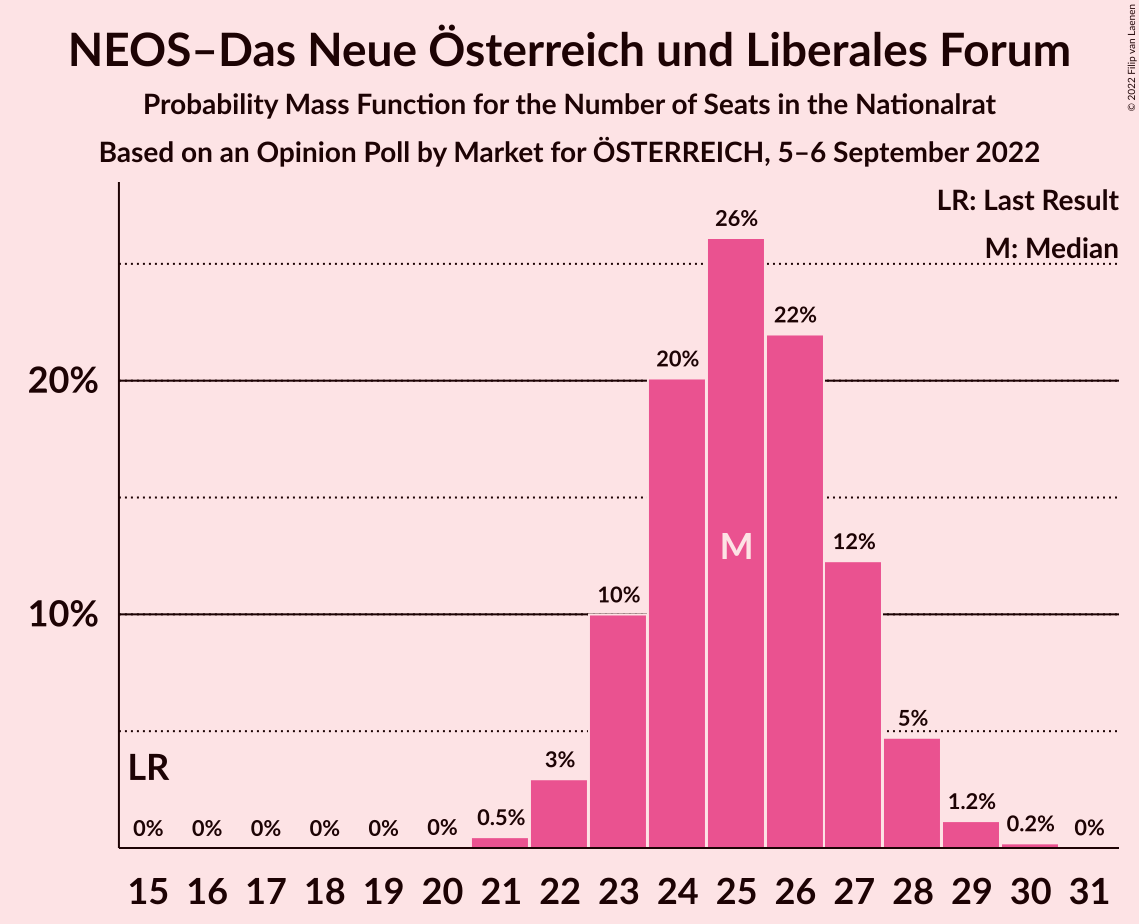 NEOS–Das Neue Österreich und Liberales Forum
Probability Mass Function for the Number of Seats in the Nationalrat
Based on an Opinion Poll by Market for ÖSTERREICH, 5–6 September 2022
© 2022 Filip van Laenen
LR: Last Result
M: Median
26%
22%
20%
20%
M
12%
10%
10%
5%
LR
3%
0% 0% 0% 0% 0% 0% 0.5% 1.2% 0.2% 0%
15 16 17 18 19 20 21 22 23 24 25 26 27 28 29 30 31